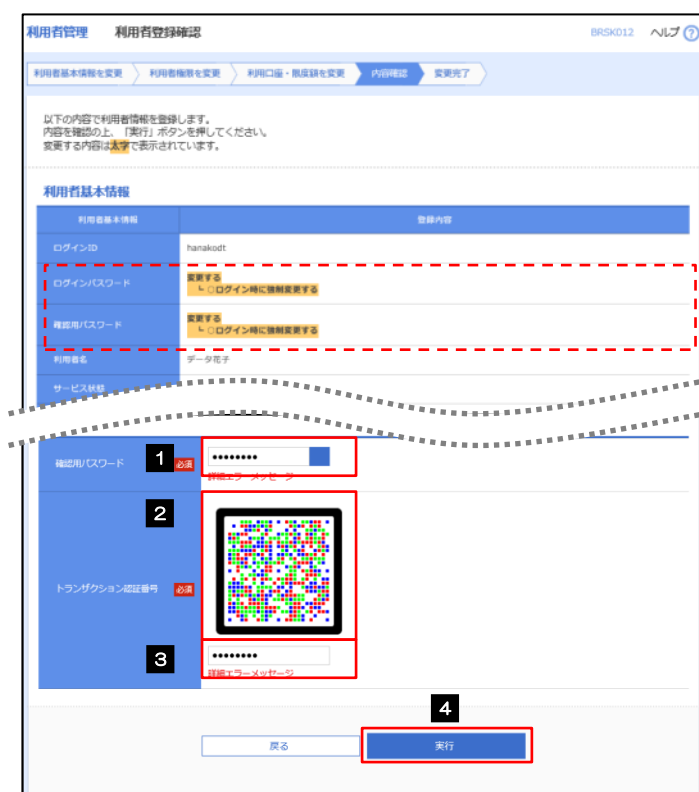 利用者管理 利用者登録確認 BRSK012 ヘルプ ?
利用者基本情報を変更 利用者権限を変更 利用口座・限度額を変更 内容確認 変更完了
以下の内容で利用者情報を登録します。
内容を確認の上、「実行」ボタンを押してください。
変更する内容は太字で表示されています。
利用者基本情報
利用者基本情報 登録内容
ログインID hanakodt
ログインパスワード 変更する
└ ○ログイン時に強制変更する
確認用パスワード 変更する
└ ○ログイン時に強制変更する
利用者名 データ花子
サービス状態
確認用パスワード 1 必須 ••••••••
詳細エラーメッセージ
2
トランザクション認証番号 必須
3 ••••••••
詳細エラーメッセージ
4
戻る 実行